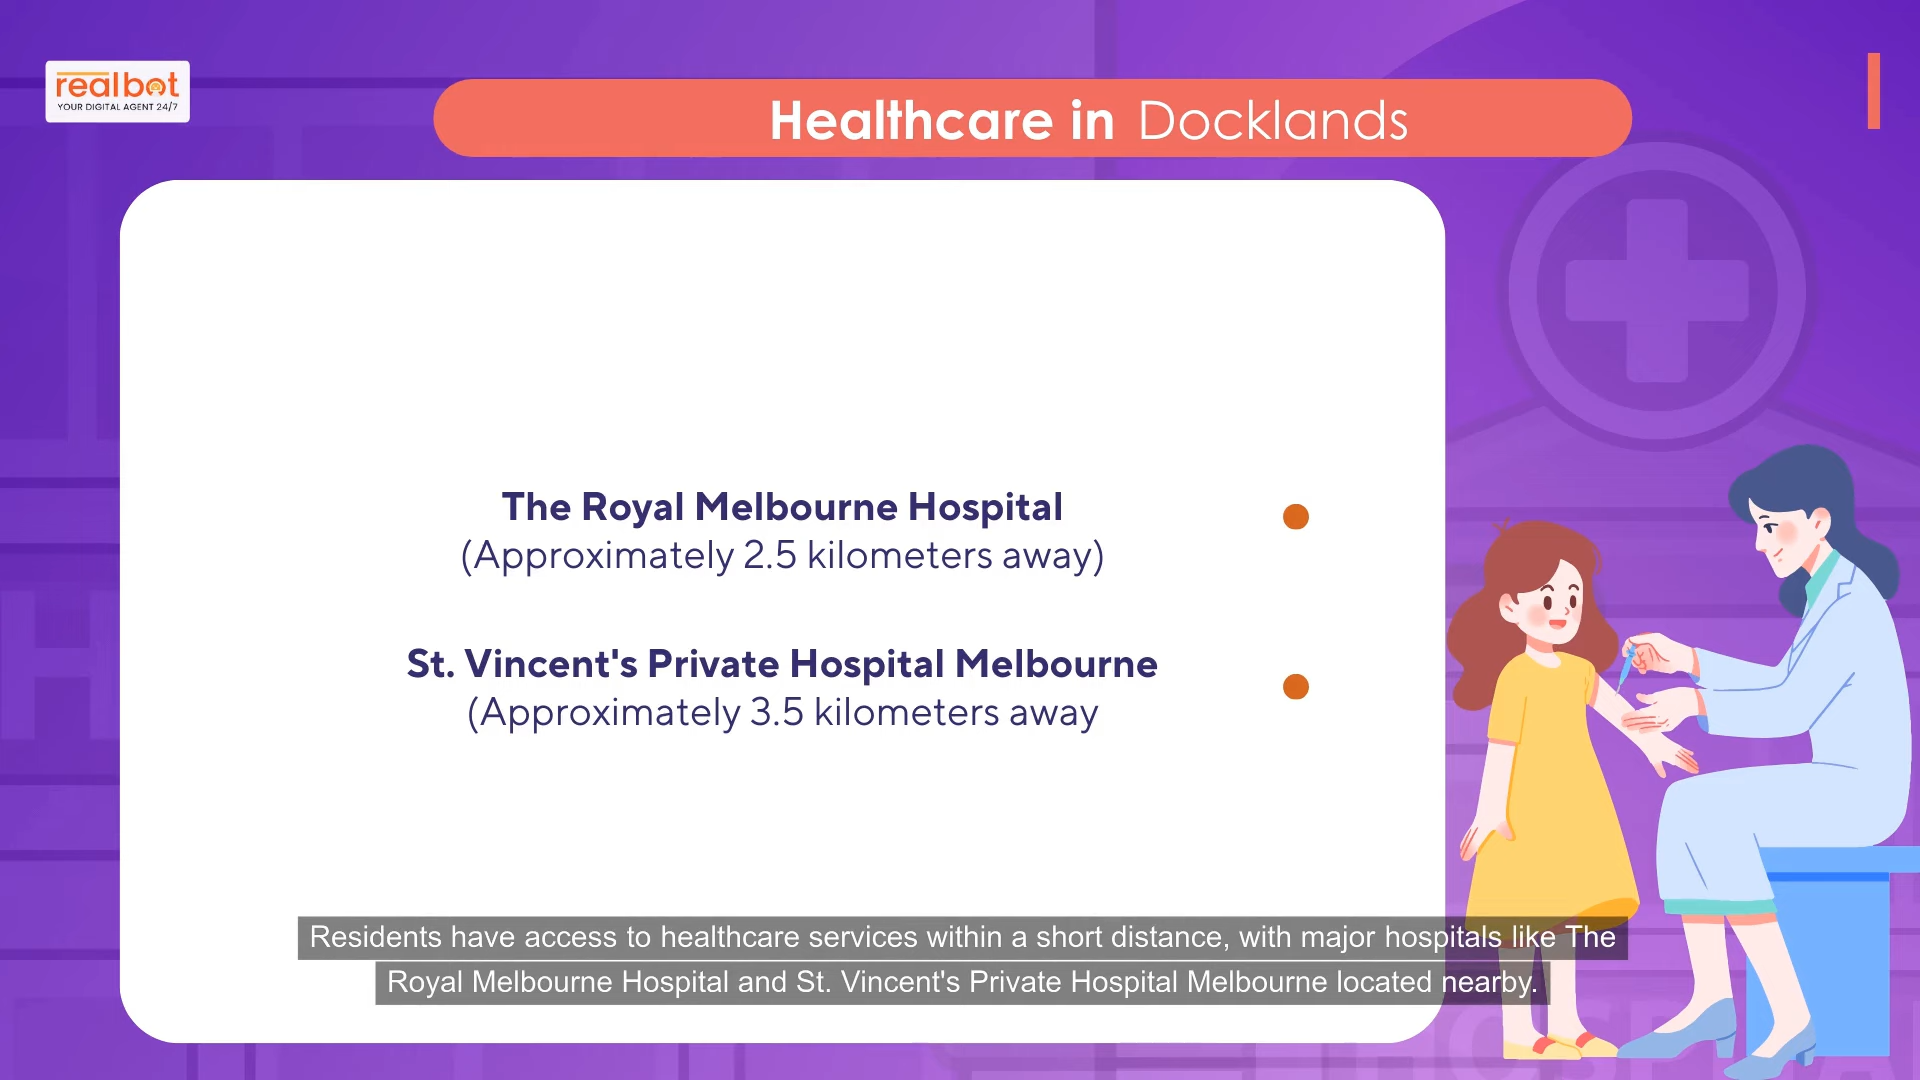 realbot
YOUR DIGITAL AGENT 24/7
Healthcare in Docklands
The Royal Melbourne Hospital
(Approximately 2.5 kilometers away)
St. Vincent's Private Hospital Melbourne
(Approximately 3.5 kilometers away
Residents have access to healthcare services within a short distance, with major hospitals like The
Royal Melbourne Hospital and St. Vincent's Private Hospital Melbourne located nearby.